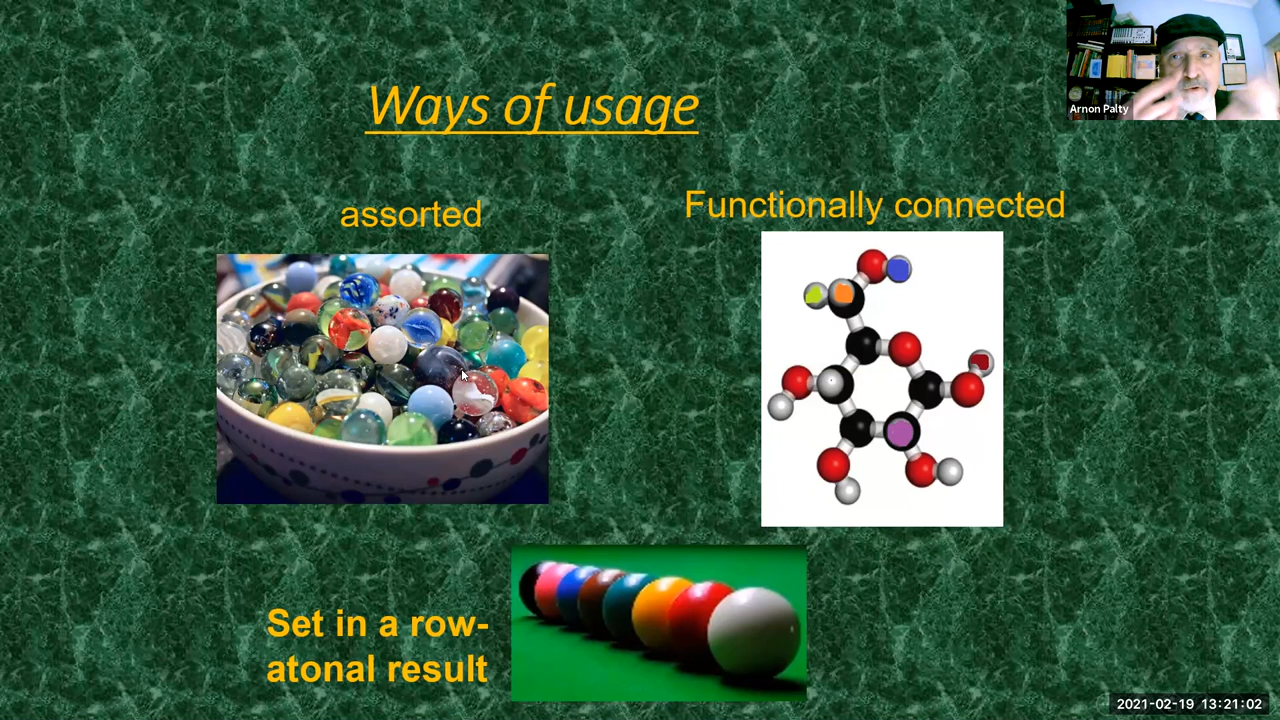 Ways of usage
Arnon Palty
assorted
Functionally connected
Set in a row-
atonal result
2021-02-19 13:21:02